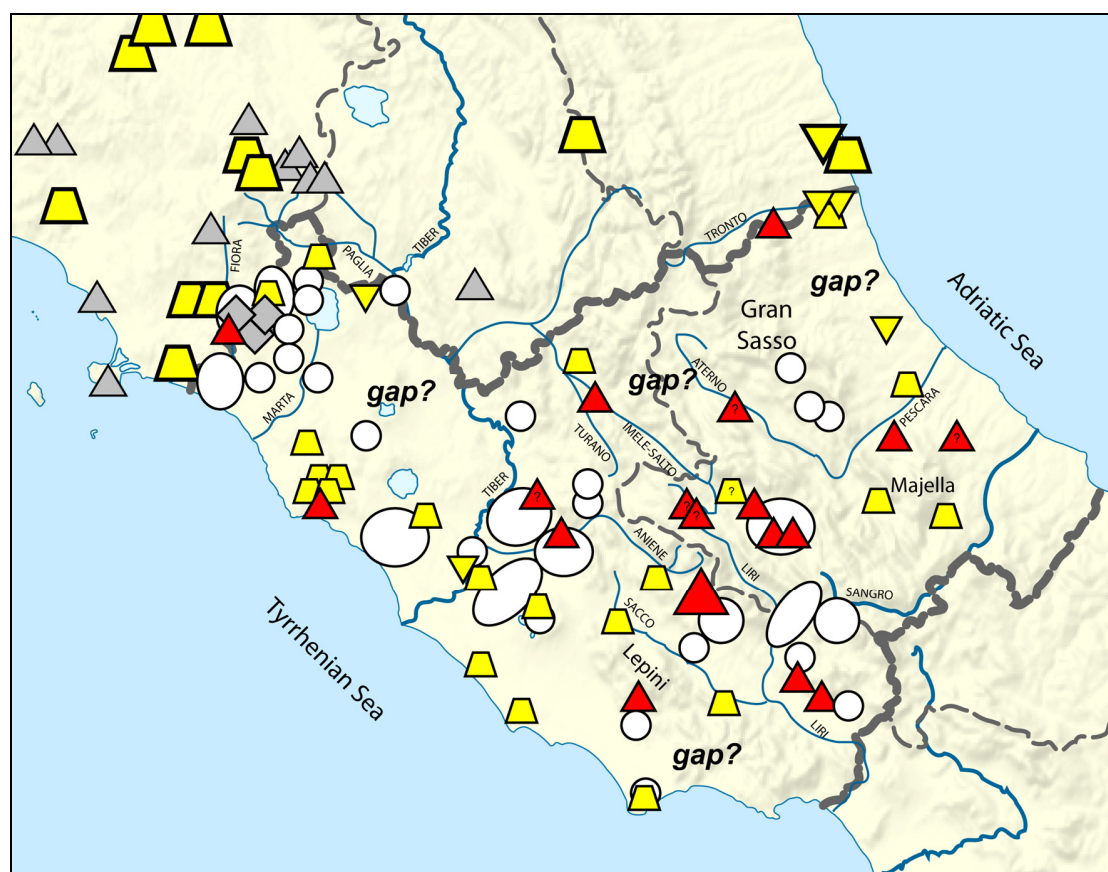 TIBER
PAGLIA
FIORA
TRONTO
gap?
Gran
Sasso
Adriatic Sea
gap?
gap?
ATERNO
?
PESCARA
?
MARTA
TURANO
IMELE-SALTO
TIBER
?
?
?
?
Majella
ANIENE
LIRI
SANGRO
SACCO
Tyrrhenian Sea
Lepini
LIRI
gap?